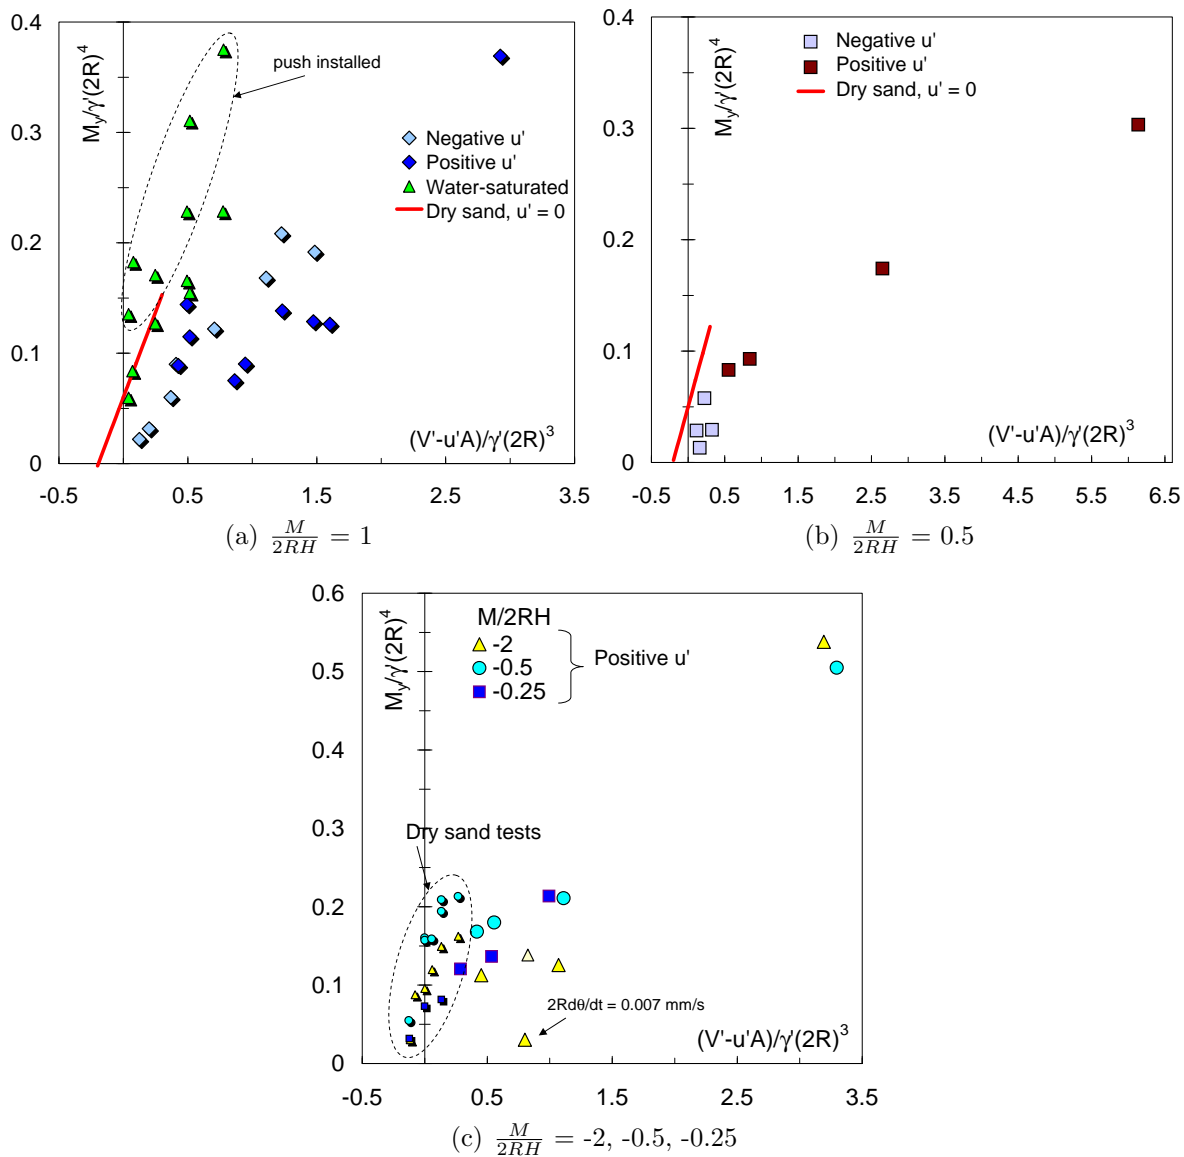 0.4
0.3
0.2
0.1
0
-0.5
0.5
1.5
2.5
3.5
M_y/γ'(2R)^4
push installed
Negative u'
Positive u'
Water-saturated
Dry sand, u' = 0
(V'-u'A)/γ'(2R)^3
(a) M/2RH = 1
0.4
0.3
0.2
0.1
0
-0.5
0.5
1.5
2.5
3.5
4.5
5.5
6.5
M_y/γ'(2R)^4
Negative u'
Positive u'
Dry sand, u' = 0
(V'-u'A)/γ'(2R)^3
(b) M/2RH = 0.5
0.6
0.5
0.4
0.3
0.2
0.1
0
-0.5
0.5
1.5
2.5
3.5
M_y/γ'(2R)^4
M/2RH
-2
-0.5
-0.25
Positive u'
Dry sand tests
2Rdθ/dt = 0.007 mm/s
(V'-u'A)/γ'(2R)^3
(c) M/2RH = -2, -0.5, -0.25